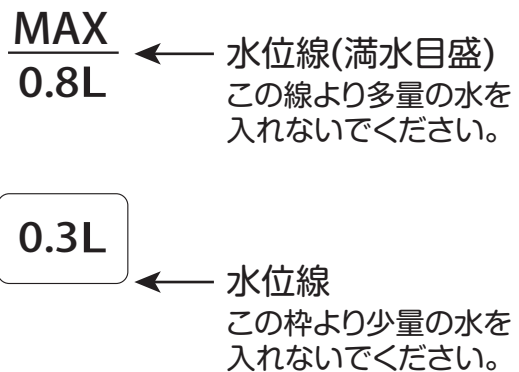 MAX
0.8L
水位線(満水目盛)
この線より多量の水を
入れないでください。
0.3L
水位線
この枠より少量の水を
入れないでください。